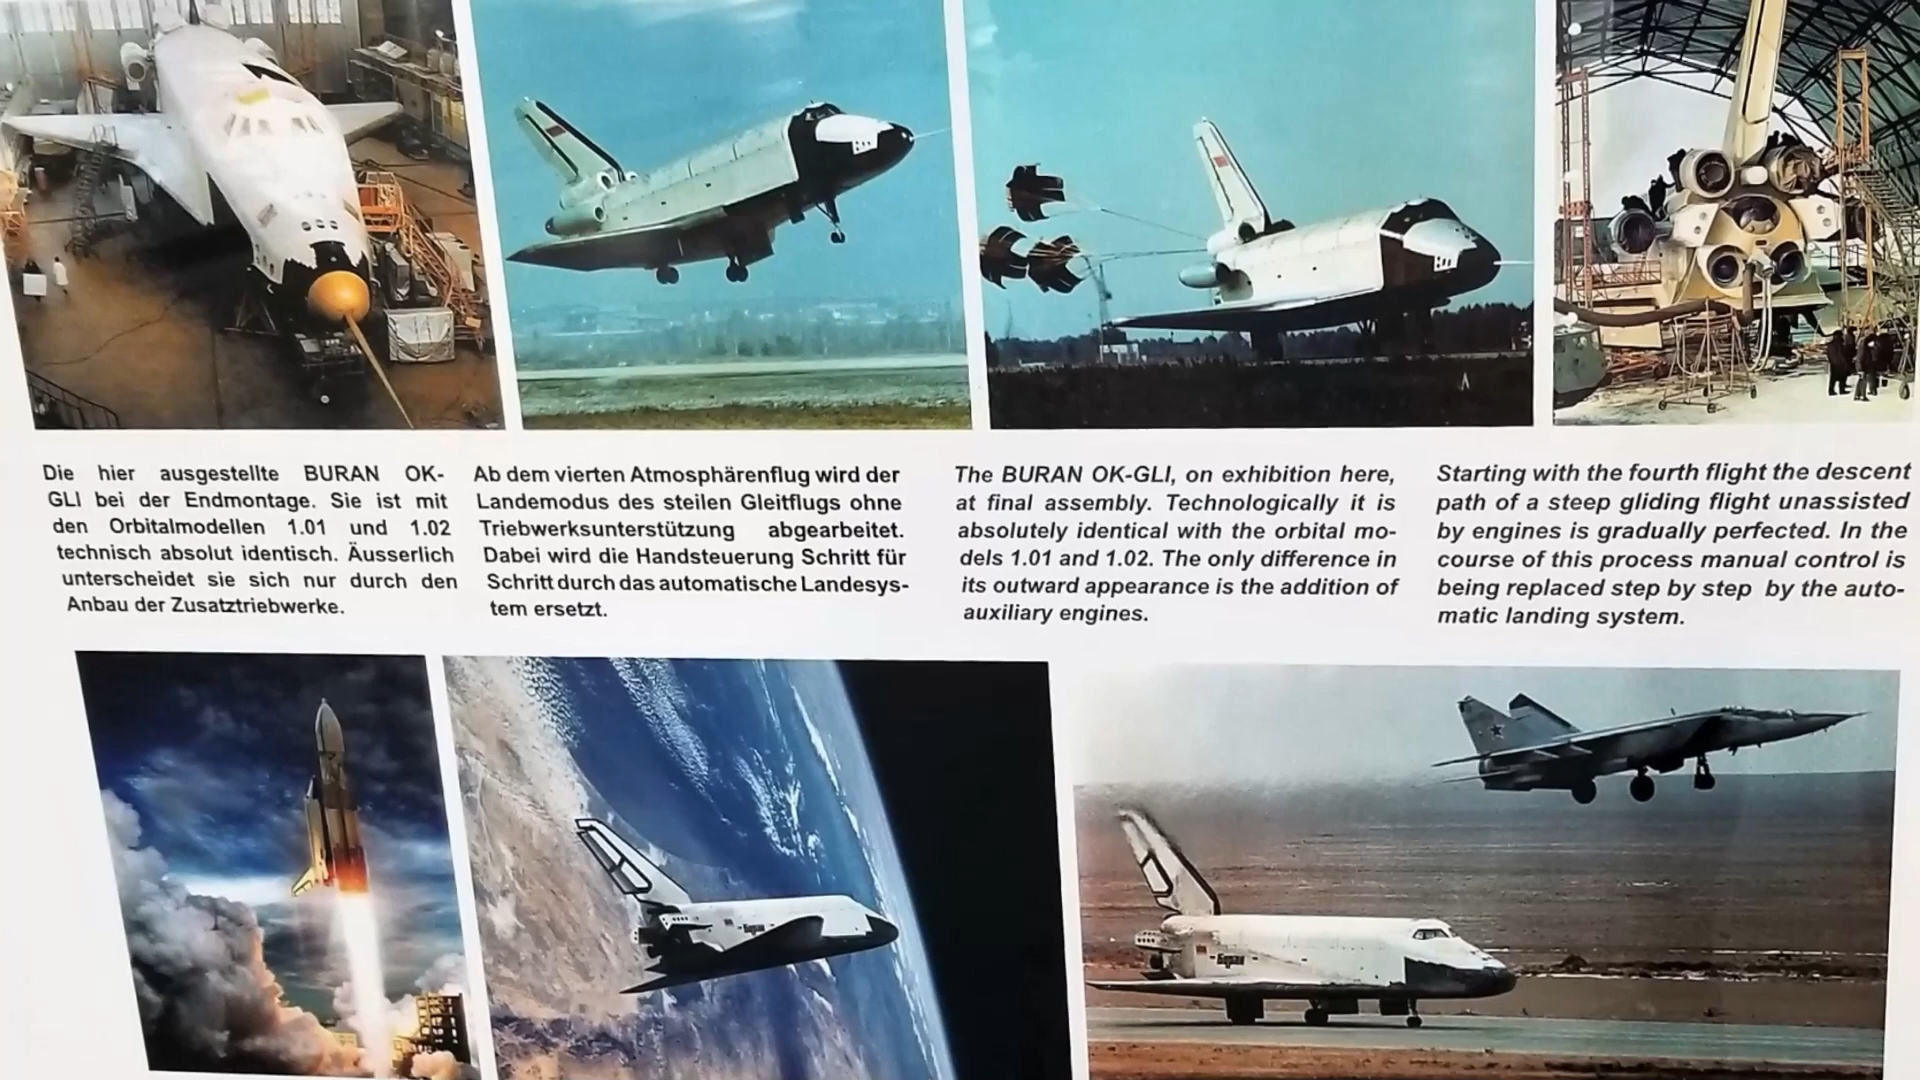 Die hier ausgestellte BURAN OK-
GLI bei der Endmontage. Sie ist mit
den Orbitalmodellen 1.01 und 1.02
technisch absolut identisch. Äusserlich
unterscheidet sie sich nur durch den
Anbau der Zusatztriebwerke.
Ab dem vierten Atmosphärenflug wird der
Landemodus des steilen Gleitflugs ohne
Triebwerksunterstützung abgearbeitet.
Dabei wird die Handsteuerung Schritt für
Schritt durch das automatische Landesys-
tem ersetzt.
The BURAN OK-GLI, on exhibition here,
at final assembly. Technologically it is
absolutely identical with the orbital mo-
dels 1.01 and 1.02. The only difference in
its outward appearance is the addition of
auxiliary engines.
Starting with the fourth flight the descent
path of a steep gliding flight unassisted
by engines is gradually perfected. In the
course of this process manual control is
being replaced step by step by the auto-
matic landing system.
Буран
Буран